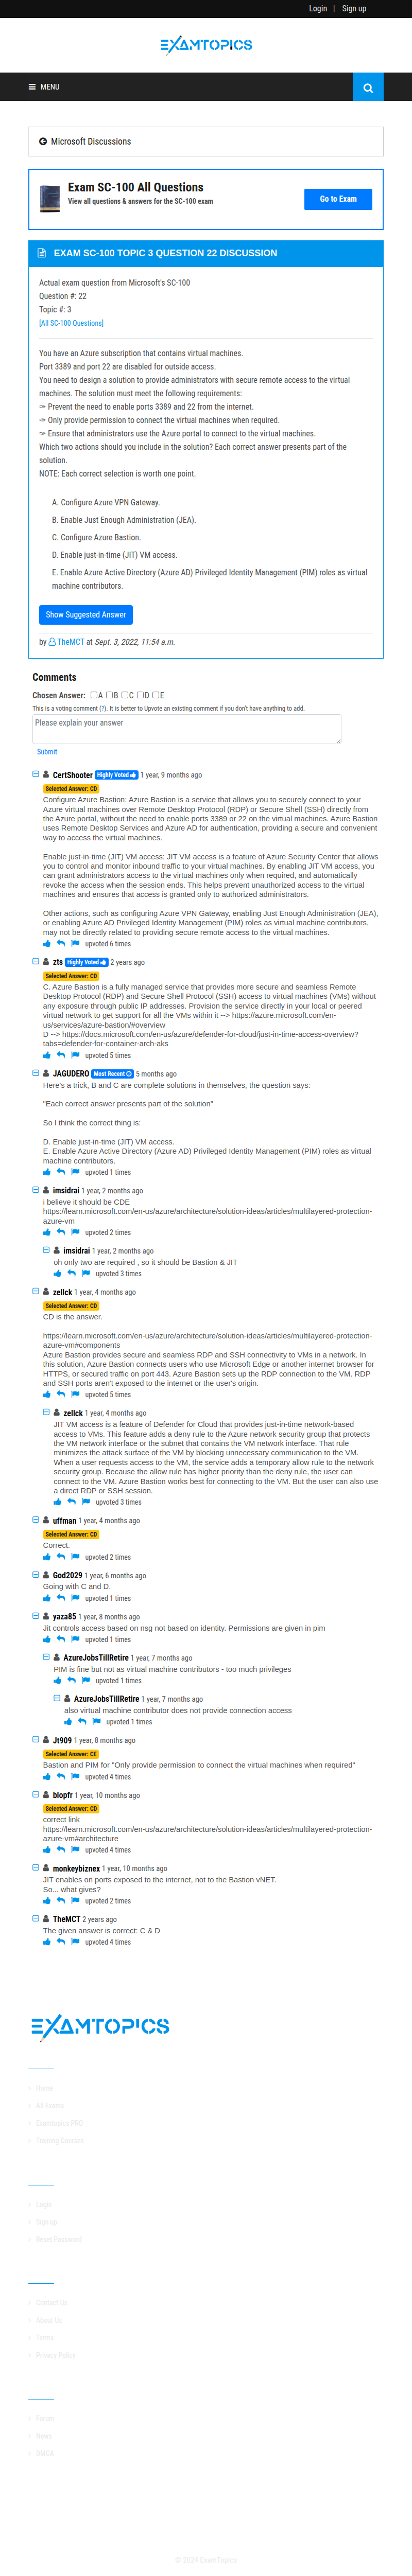 Login | Sign up
EXAMTOPICS
MENU
Microsoft Discussions
Exam SC-100 All Questions
View all questions & answers for the SC-100 exam
Go to Exam
EXAM SC-100 TOPIC 3 QUESTION 22 DISCUSSION
Actual exam question from Microsoft's SC-100
Question #: 22
Topic #: 3
[All SC-100 Questions]
You have an Azure subscription that contains virtual machines.
Port 3389 and port 22 are disabled for outside access.
You need to design a solution to provide administrators with secure remote access to the virtual
machines. The solution must meet the following requirements:
✑ Prevent the need to enable ports 3389 and 22 from the internet.
✑ Only provide permission to connect the virtual machines when required.
✑ Ensure that administrators use the Azure portal to connect to the virtual machines.
Which two actions should you include in the solution? Each correct answer presents part of the
solution.
NOTE: Each correct selection is worth one point.
A. Configure Azure VPN Gateway.
B. Enable Just Enough Administration (JEA).
C. Configure Azure Bastion.
D. Enable just-in-time (JIT) VM access.
E. Enable Azure Active Directory (Azure AD) Privileged Identity Management (PIM) roles as virtual
machine contributors.
Show Suggested Answer
by TheMCT at Sept. 3, 2022, 11:54 a.m.
Comments
Chosen Answer: A B C D E
This is a voting comment (?). It is better to Upvote an existing comment if you don't have anything to add.
Please explain your answer
Submit
CertShooter Highly Voted 1 year, 9 months ago
Selected Answer: CD
Configure Azure Bastion: Azure Bastion is a service that allows you to securely connect to your
Azure virtual machines over Remote Desktop Protocol (RDP) or Secure Shell (SSH) directly from
the Azure portal, without the need to enable ports 3389 or 22 on the virtual machines. Azure Bastion
uses Remote Desktop Services and Azure AD for authentication, providing a secure and convenient
way to access the virtual machines.
Enable just-in-time (JIT) VM access: JIT VM access is a feature of Azure Security Center that allows
you to control and monitor inbound traffic to your virtual machines. By enabling JIT VM access, you
can grant administrators access to the virtual machines only when required, and automatically
revoke the access when the session ends. This helps prevent unauthorized access to the virtual
machines and ensures that access is granted only to authorized administrators.
Other actions, such as configuring Azure VPN Gateway, enabling Just Enough Administration (JEA),
or enabling Azure AD Privileged Identity Management (PIM) roles as virtual machine contributors,
may not be directly related to providing secure remote access to the virtual machines.
upvoted 6 times
zts Highly Voted 2 years ago
Selected Answer: CD
C. Azure Bastion is a fully managed service that provides more secure and seamless Remote
Desktop Protocol (RDP) and Secure Shell Protocol (SSH) access to virtual machines (VMs) without
any exposure through public IP addresses. Provision the service directly in your local or peered
virtual network to get support for all the VMs within it --> https://azure.microsoft.com/en-
us/services/azure-bastion/#overview
D --> https://docs.microsoft.com/en-us/azure/defender-for-cloud/just-in-time-access-overview?
tabs=defender-for-container-arch-aks
upvoted 5 times
JAGUDERO Most Recent 5 months ago
Here's a trick, B and C are complete solutions in themselves, the question says:
"Each correct answer presents part of the solution"
So I think the correct thing is:
D. Enable just-in-time (JIT) VM access.
E. Enable Azure Active Directory (Azure AD) Privileged Identity Management (PIM) roles as virtual
machine contributors.
upvoted 1 times
imsidrai 1 year, 2 months ago
i believe it should be CDE
https://learn.microsoft.com/en-us/azure/architecture/solution-ideas/articles/multilayered-protection-
azure-vm
upvoted 2 times
imsidrai 1 year, 2 months ago
oh only two are required , so it should be Bastion & JIT
upvoted 3 times
zellck 1 year, 4 months ago
Selected Answer: CD
CD is the answer.
https://learn.microsoft.com/en-us/azure/architecture/solution-ideas/articles/multilayered-protection-
azure-vm#components
Azure Bastion provides secure and seamless RDP and SSH connectivity to VMs in a network. In
this solution, Azure Bastion connects users who use Microsoft Edge or another internet browser for
HTTPS, or secured traffic on port 443. Azure Bastion sets up the RDP connection to the VM. RDP
and SSH ports aren't exposed to the internet or the user's origin.
upvoted 5 times
zellck 1 year, 4 months ago
JIT VM access is a feature of Defender for Cloud that provides just-in-time network-based
access to VMs. This feature adds a deny rule to the Azure network security group that protects
the VM network interface or the subnet that contains the VM network interface. That rule
minimizes the attack surface of the VM by blocking unnecessary communication to the VM.
When a user requests access to the VM, the service adds a temporary allow rule to the network
security group. Because the allow rule has higher priority than the deny rule, the user can
connect to the VM. Azure Bastion works best for connecting to the VM. But the user can also use
a direct RDP or SSH session.
upvoted 3 times
uffman 1 year, 4 months ago
Selected Answer: CD
Correct.
upvoted 2 times
God2029 1 year, 6 months ago
Going with C and D.
upvoted 1 times
yaza85 1 year, 8 months ago
Jit controls access based on nsg not based on identity. Permissions are given in pim
upvoted 1 times
AzureJobsTillRetire 1 year, 7 months ago
PIM is fine but not as virtual machine contributors - too much privileges
upvoted 1 times
AzureJobsTillRetire 1 year, 7 months ago
also virtual machine contributor does not provide connection access
upvoted 1 times
Jt909 1 year, 8 months ago
Selected Answer: CE
Bastion and PIM for "Only provide permission to connect the virtual machines when required"
upvoted 4 times
blopfr 1 year, 10 months ago
Selected Answer: CD
correct link
https://learn.microsoft.com/en-us/azure/architecture/solution-ideas/articles/multilayered-protection-
azure-vm#architecture
upvoted 4 times
monkeybiznex 1 year, 10 months ago
JIT enables on ports exposed to the internet, not to the Bastion vNET.
So... what gives?
upvoted 2 times
TheMCT 2 years ago
The given answer is correct: C & D
upvoted 4 times
EXAMTOPICS
Home
All Exams
Examtopics PRO
Training Courses
Login
Sign up
Reset Password
Contact Us
About Us
Terms
Privacy Policy
Forum
News
DMCA
© 2024 ExamTopics